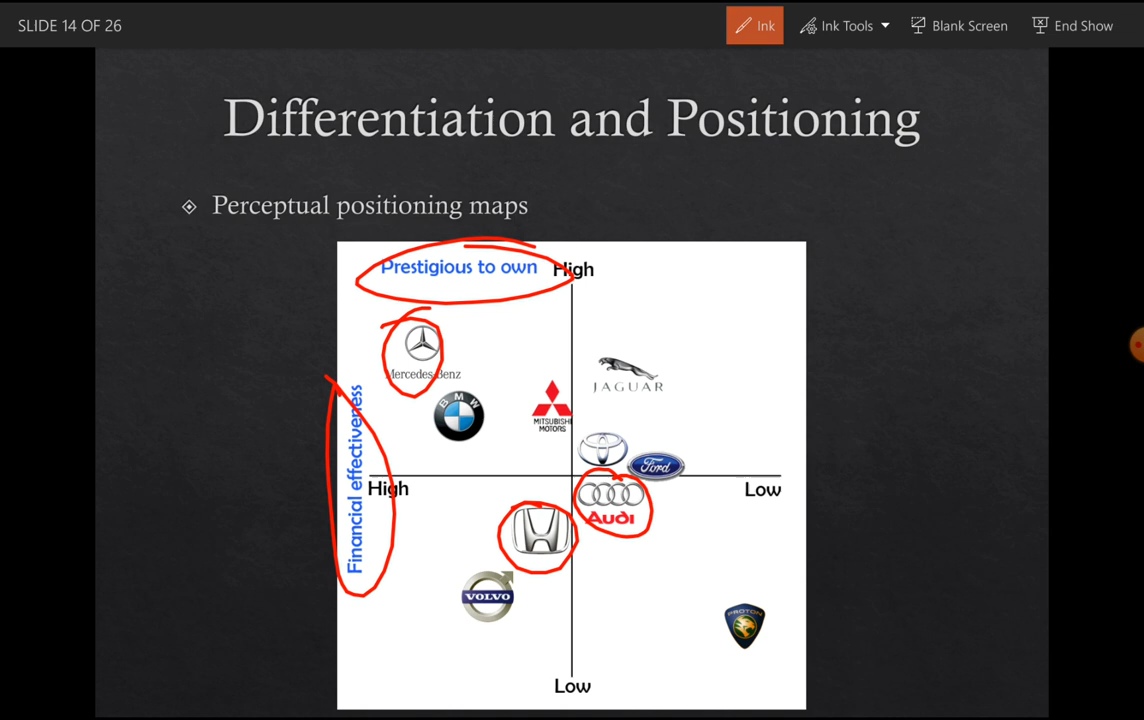 SLIDE 14 OF 26
Ink
Ink Tools
Blank Screen
End Show
Differentiation and Positioning
Perceptual positioning maps
Prestigious to own
High
Mercedes-Benz
JAGUAR
BMW
MITSUBISHI
MOTORS
Financial effectiveness
Ford
High
Low
Audi
VOLVO
PROTON
Low